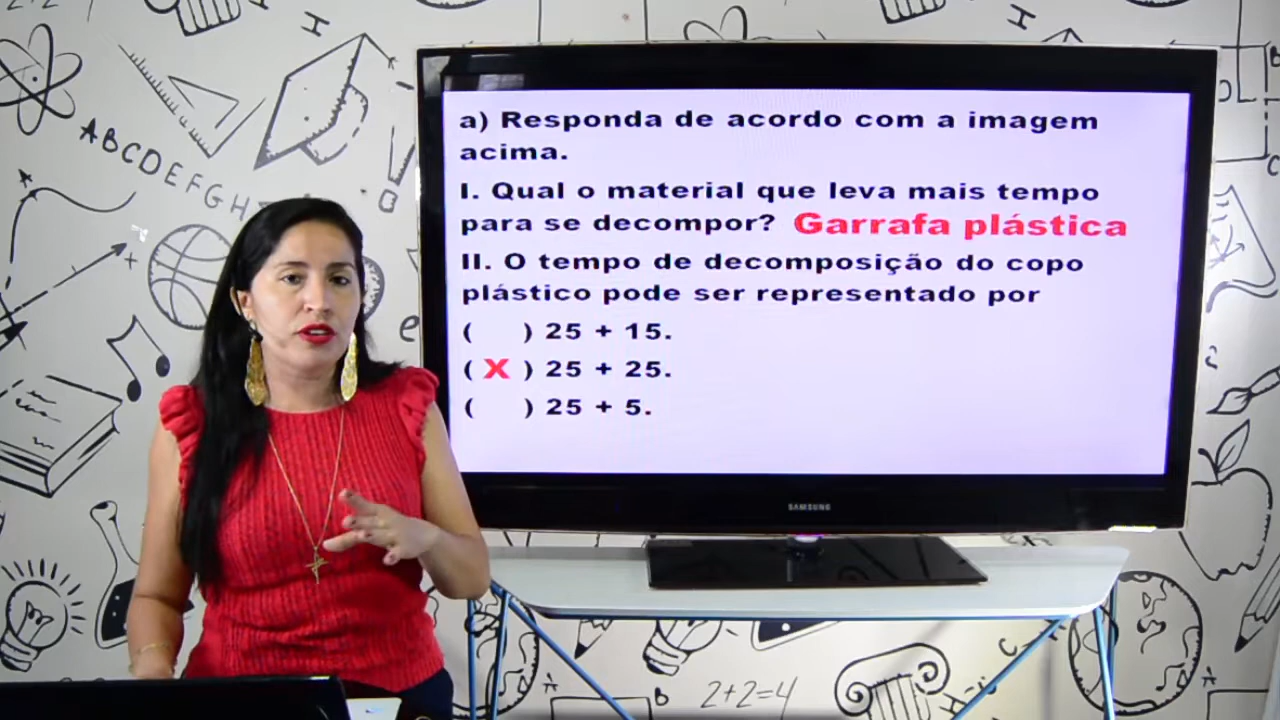 a) Responda de acordo com a imagem
acima.
I. Qual o material que leva mais tempo
para se decompor? Garrafa plástica
II. O tempo de decomposição do copo
plástico pode ser representado por
( ) 25 + 15.
( X ) 25 + 25.
( ) 25 + 5.
SAMSUNG
ABCDEFGH
2+2=4
A
B